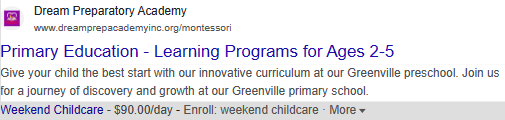 Dream Preparatory Academy
www.dreamprepacademyinc.org/montessori
Primary Education - Learning Programs for Ages 2-5
Give your child the best start with our innovative curriculum at our Greenville preschool. Join us
for a journey of discovery and growth at our Greenville primary school.
Weekend Childcare - $90.00/day - Enroll: weekend childcare · More